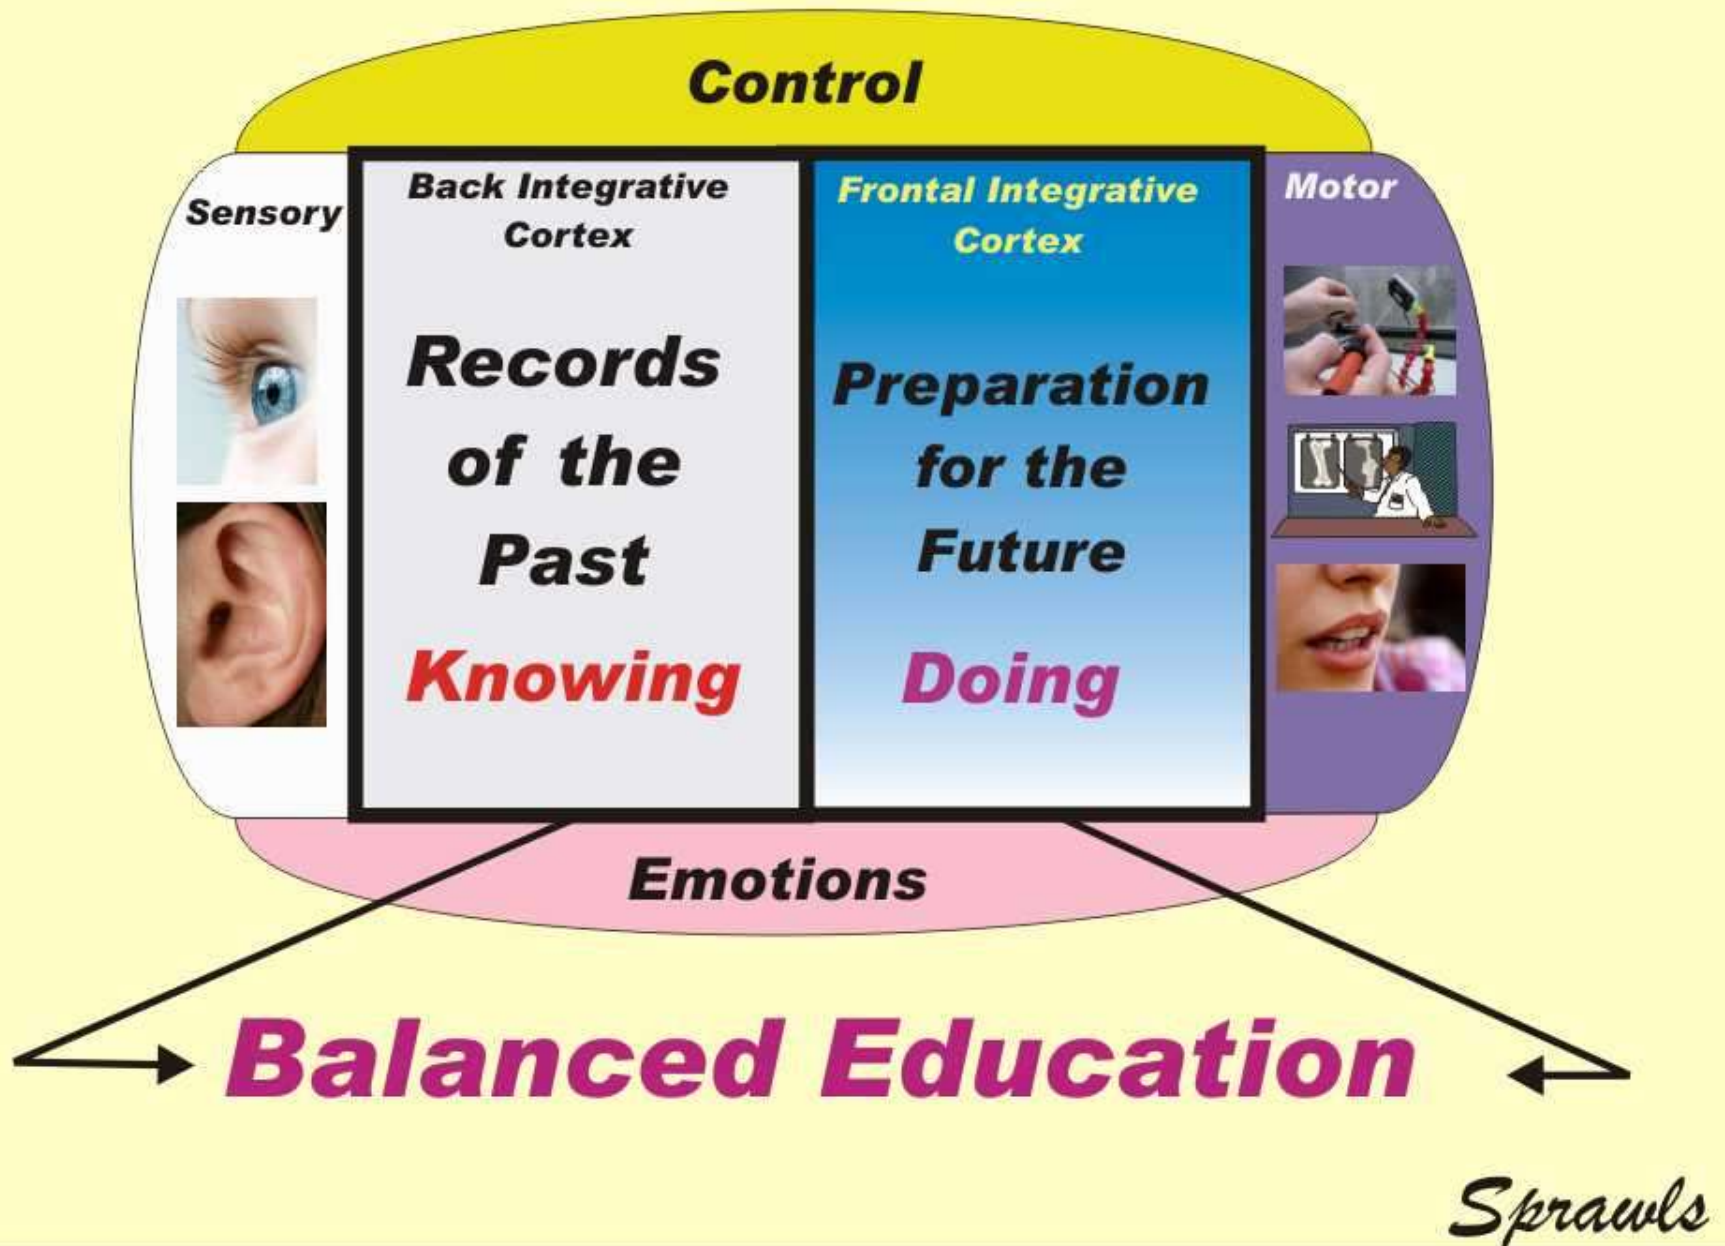 Control
Sensory
Back Integrative
Cortex
Records
of the
Past
Knowing
Frontal Integrative
Cortex
Preparation
for the
Future
Doing
Motor
Emotions
Balanced Education
Sprawls